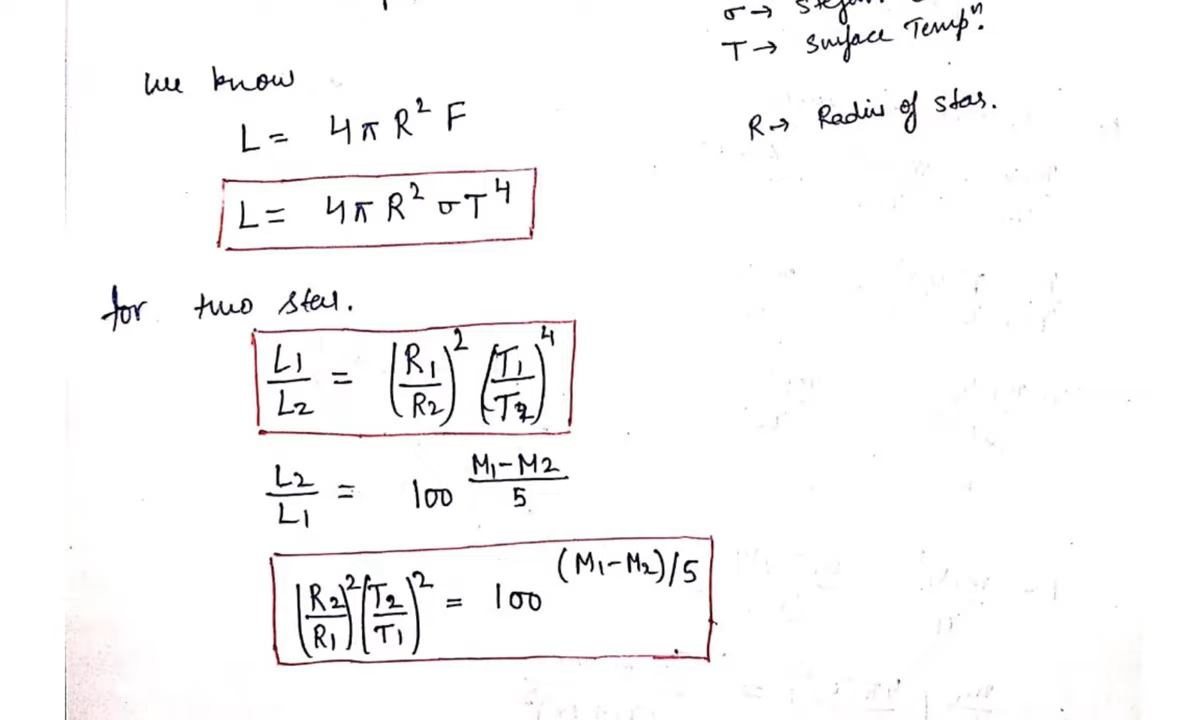 σ →
T → Surface Tempⁿ.
we know
L = 4π R² F
R → Radius of star.
L = 4π R² σT⁴
for two star.
L₁/L₂ = (R₁/R₂)² (T₁/T₂)⁴
L₂/L₁ = 100^(M₁-M₂)/5
(R₂/R₁)² (T₂/T₁)² = 100^(M₁-M₂)/5